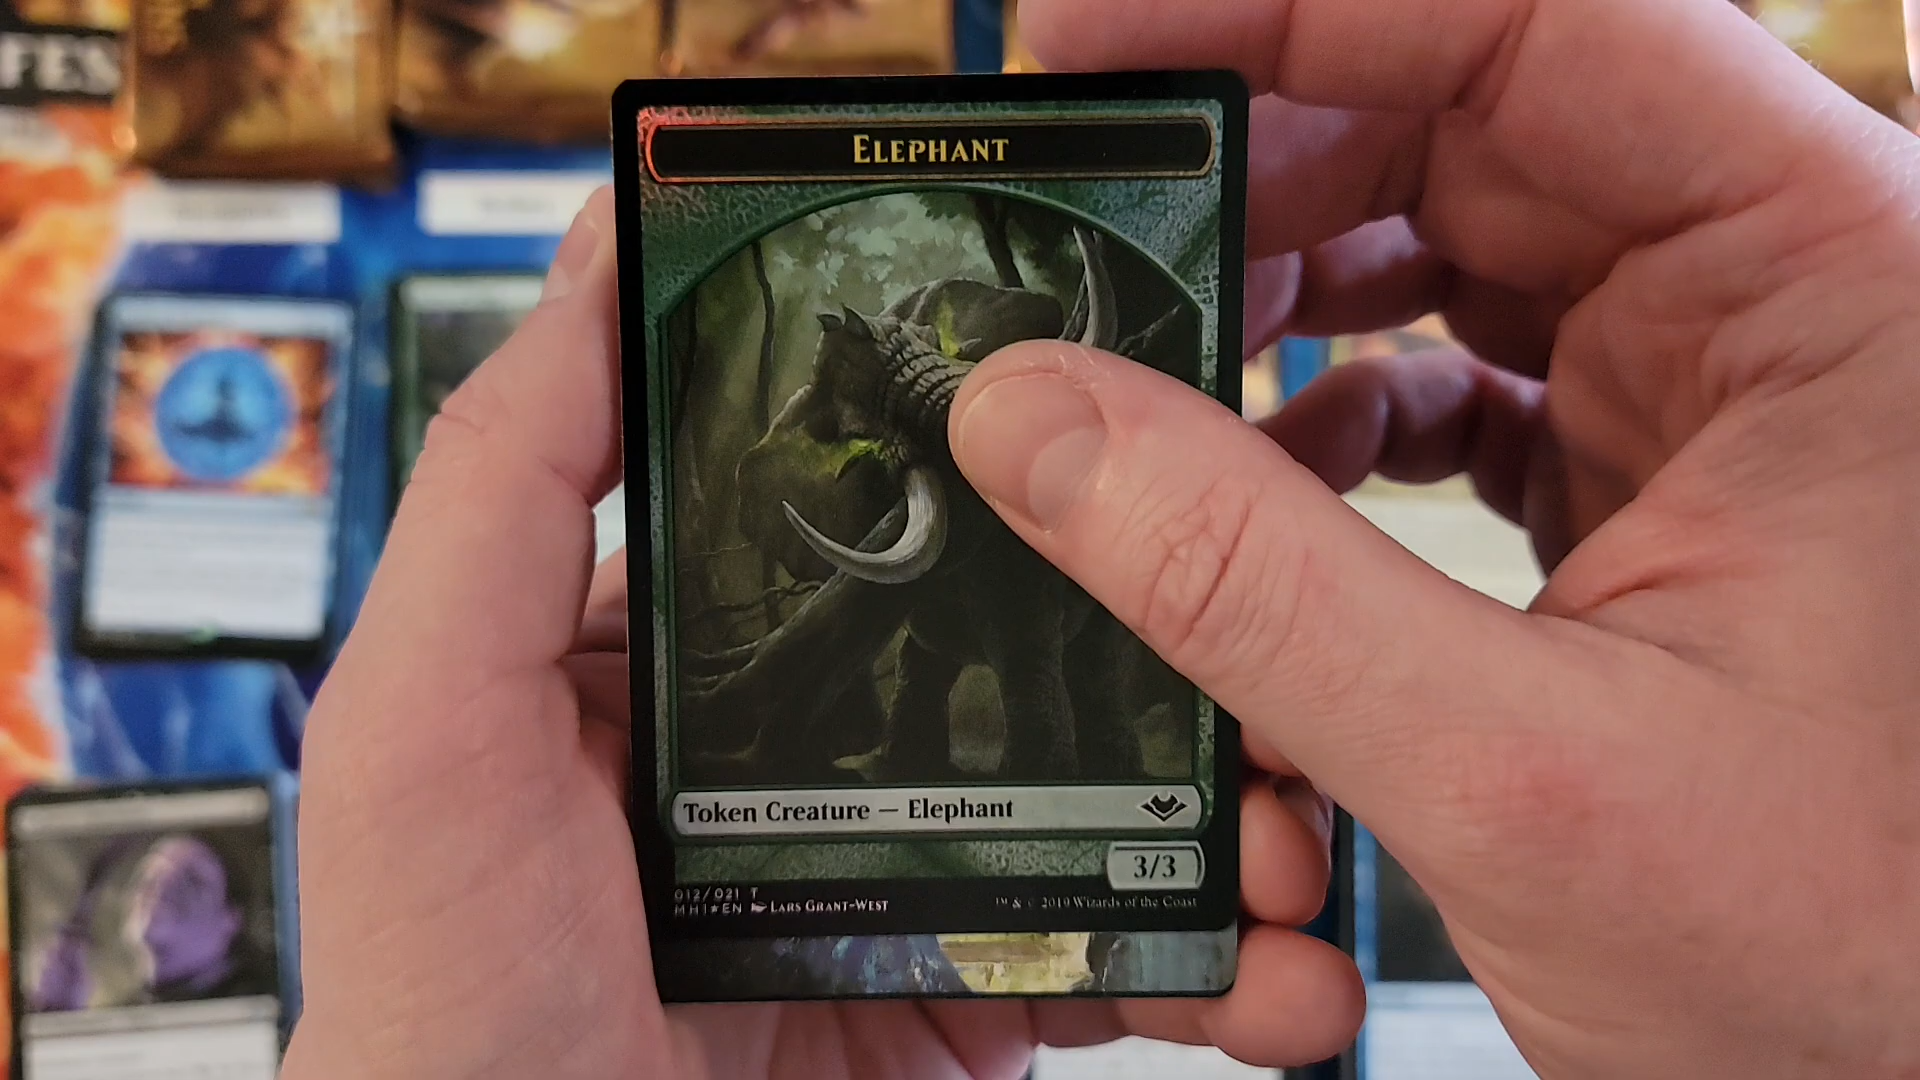 FES
ELEPHANT
Token Creature — Elephant
3/3
012/021 T
MH1★EN LARS GRANT-WEST
™ & © 2019 Wizards of the Coast